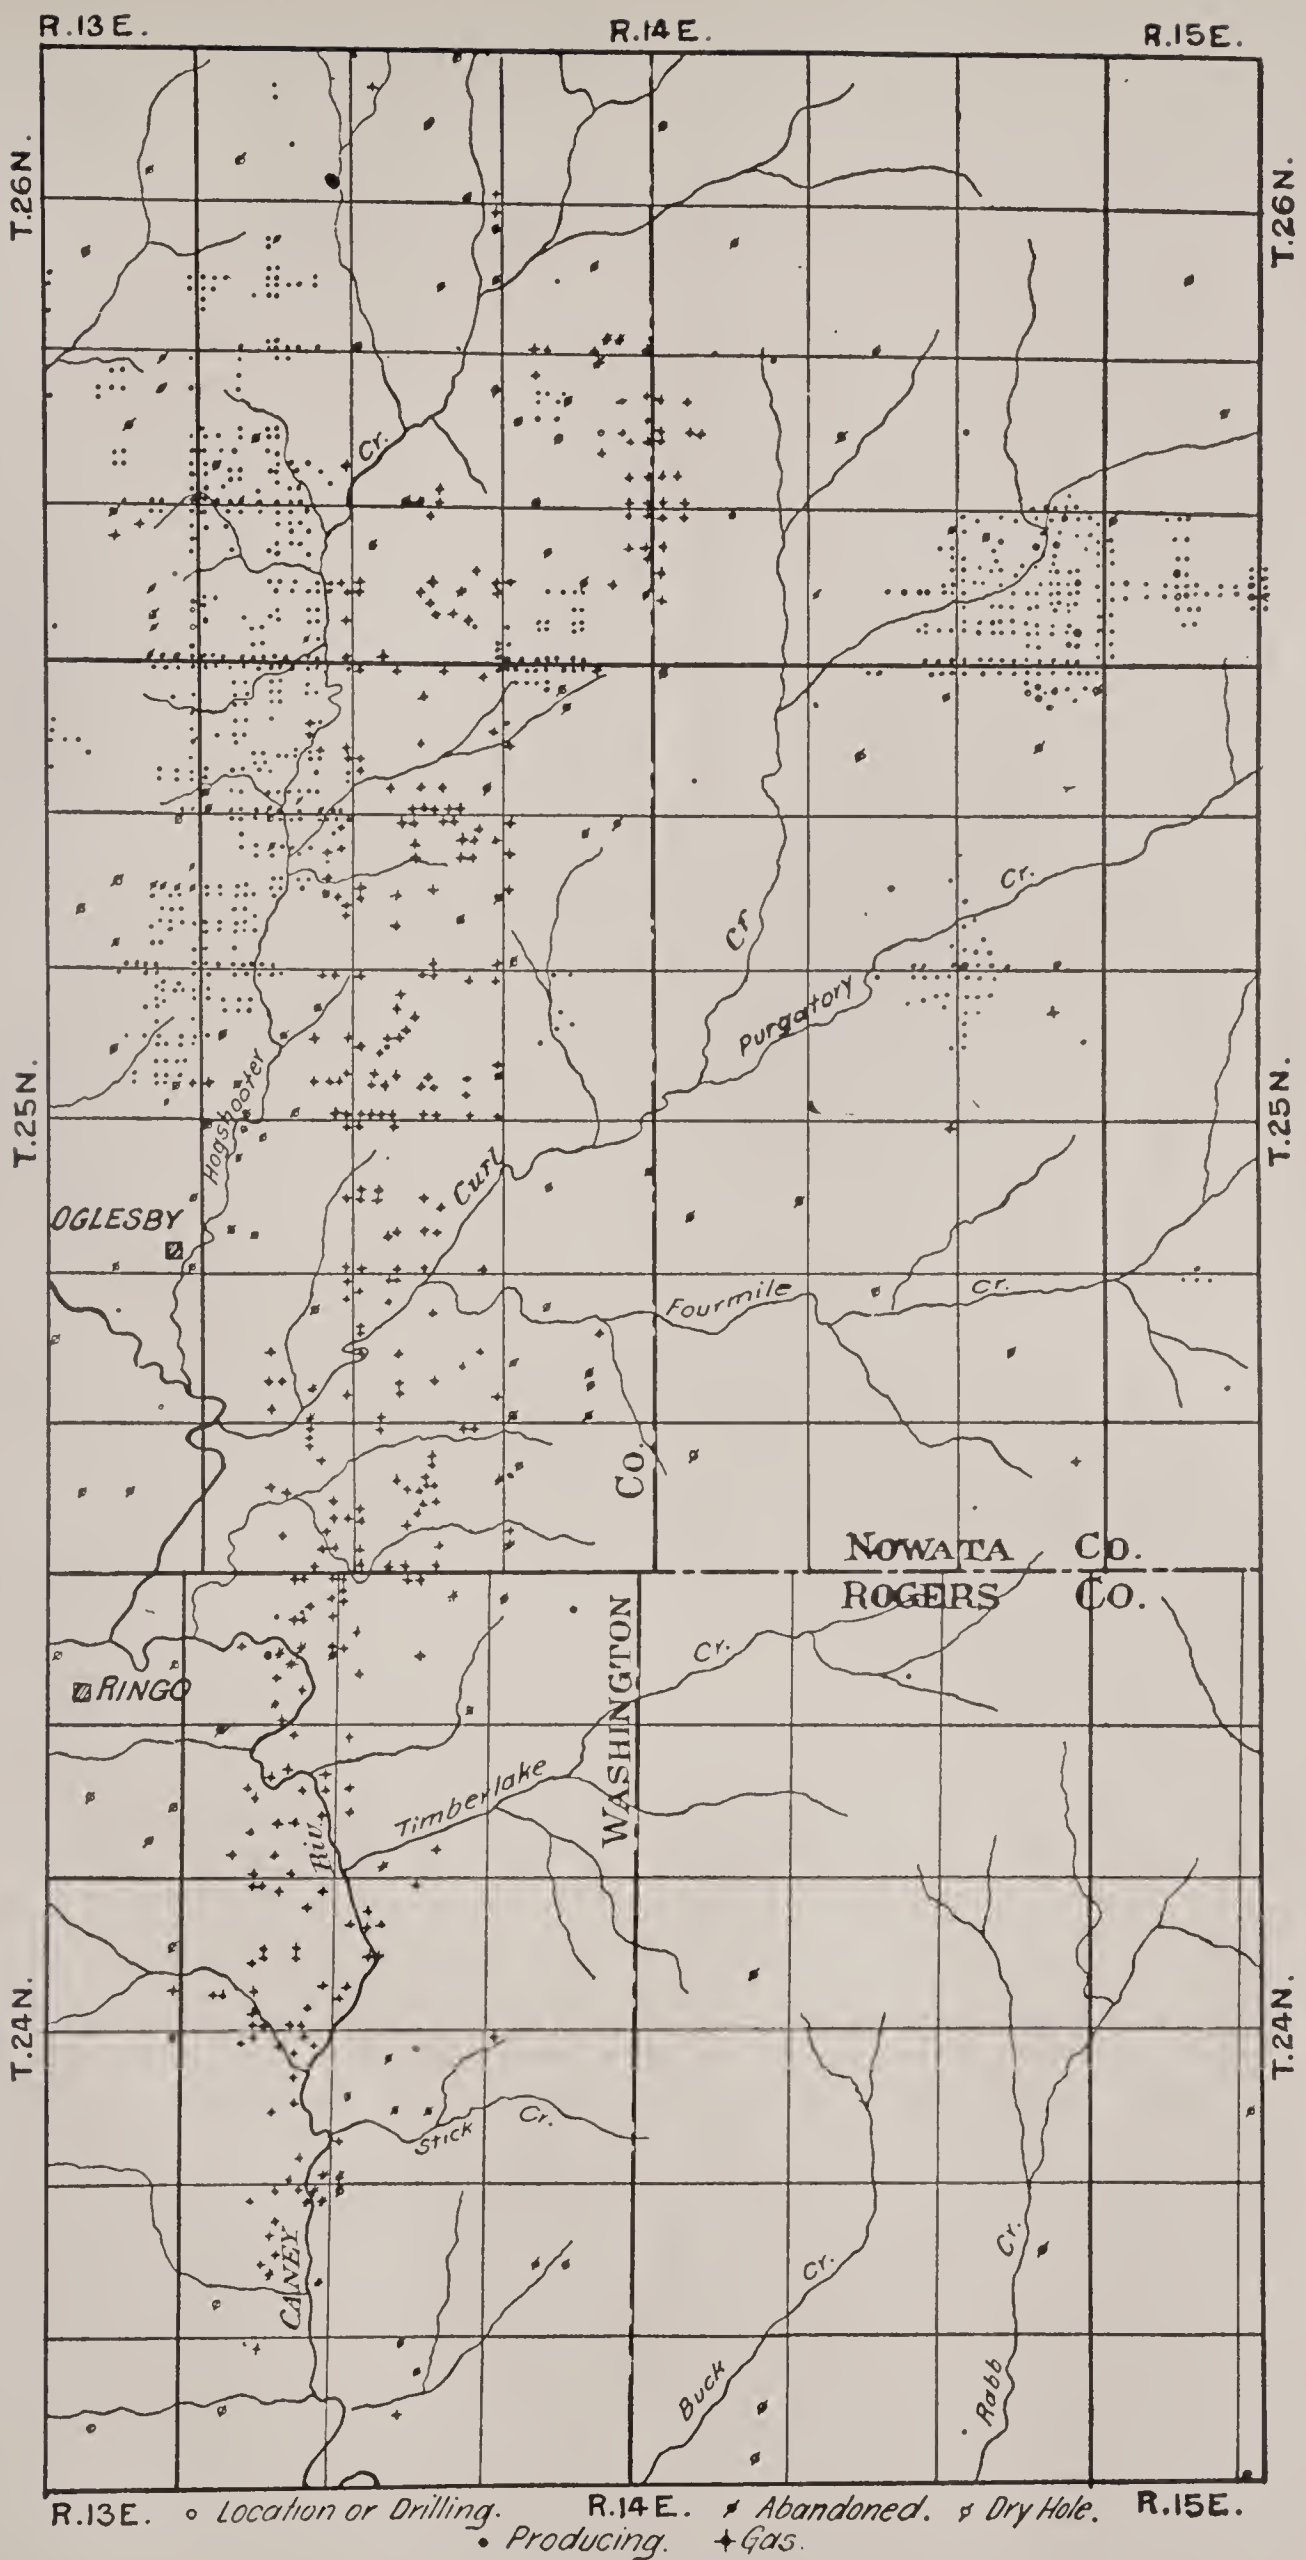 R.13E. R.14E. R.15E.
T.26N. T.26N.
Cr.
Cr.
Cr
Purgatory
Hogshooter
T.25N. T.25N.
Curl
OGLESBY
Fourmile Cr.
Co.
NOWATA Co.
ROGERS Co.
WASHINGTON
Cr.
RINGO
Timberlake
Riv.
T.24N. T.24N.
Stick Cr.
CANEY
Cr.
Cr.
Buck
Rabb
R.13E. Location or Drilling. R.14E. Abandoned. Dry Hole. R.15E.
Producing. Gas.